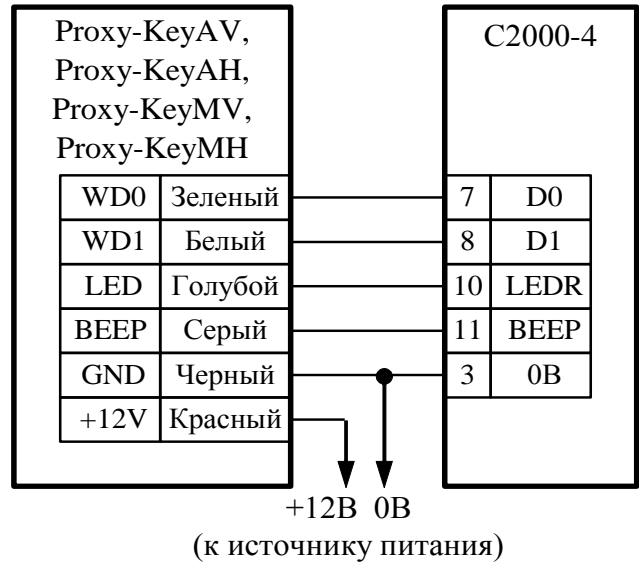 Proxy-KeyAV,
Proxy-KeyAH,
Proxy-KeyMV,
Proxy-KeyMH
C2000-4
WD0 Зеленый 7 D0
WD1 Белый 8 D1
LED Голубой 10 LEDR
BEEP Серый 11 BEEP
GND Черный 3 0В
+12V Красный
+12В 0В
(к источнику питания)